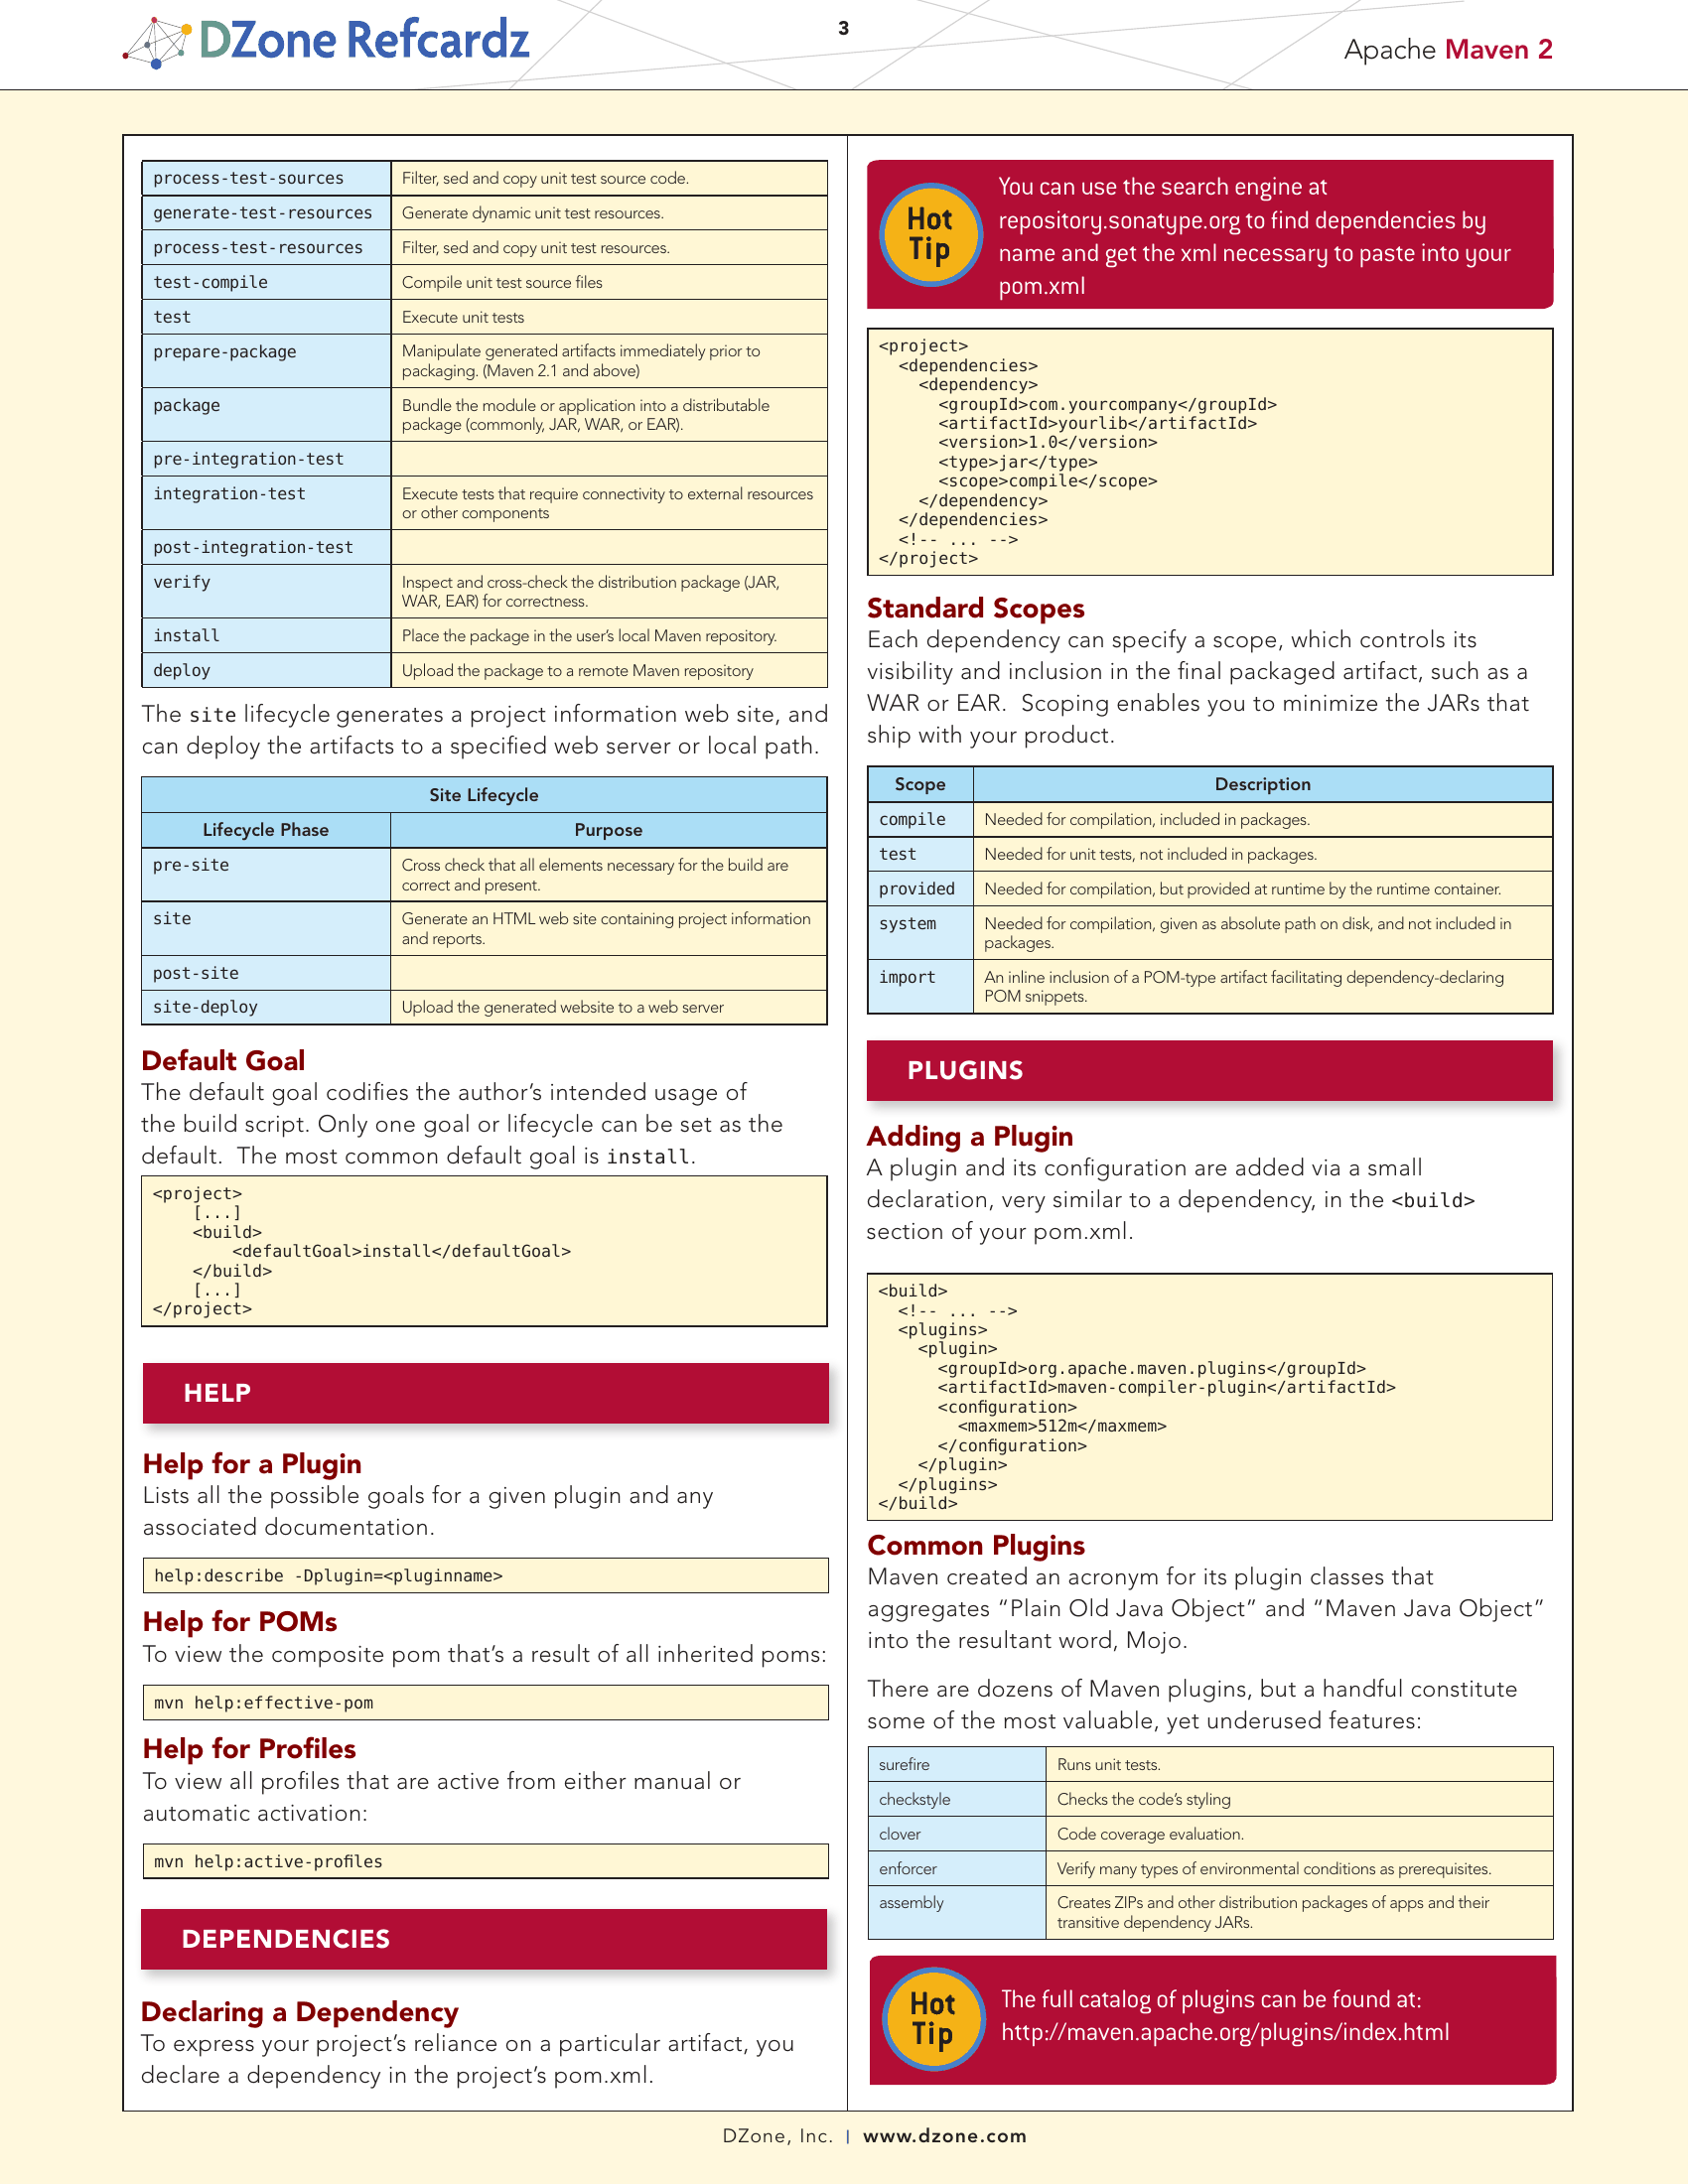 DZone Refcardz
3
Apache Maven 2
process-test-sources Filter, sed and copy unit test source code.
generate-test-resources Generate dynamic unit test resources.
process-test-resources Filter, sed and copy unit test resources.
test-compile Compile unit test source files
test Execute unit tests
prepare-package Manipulate generated artifacts immediately prior to
packaging. (Maven 2.1 and above)
package Bundle the module or application into a distributable
package (commonly, JAR, WAR, or EAR).
pre-integration-test
integration-test Execute tests that require connectivity to external resources
or other components
post-integration-test
verify Inspect and cross-check the distribution package (JAR,
WAR, EAR) for correctness.
install Place the package in the user’s local Maven repository.
deploy Upload the package to a remote Maven repository
The site lifecycle generates a project information web site, and
can deploy the artifacts to a specified web server or local path.
Site Lifecycle
Lifecycle Phase Purpose
pre-site Cross check that all elements necessary for the build are
correct and present.
site Generate an HTML web site containing project information
and reports.
post-site
site-deploy Upload the generated website to a web server
Default Goal
The default goal codifies the author’s intended usage of
the build script. Only one goal or lifecycle can be set as the
default.  The most common default goal is install.
<project>
    [...]
    <build>
        <defaultGoal>install</defaultGoal>
    </build>
    [...]
</project>
HELP
Help for a Plugin
Lists all the possible goals for a given plugin and any
associated documentation.
help:describe -Dplugin=<pluginname>
Help for POMs
To view the composite pom that’s a result of all inherited poms:
mvn help:effective-pom
Help for Profiles
To view all profiles that are active from either manual or
automatic activation:
mvn help:active-profiles
DEPENDENCIES
Declaring a Dependency
To express your project’s reliance on a particular artifact, you
declare a dependency in the project’s pom.xml.
Hot
Tip
You can use the search engine at
repository.sonatype.org to find dependencies by
name and get the xml necessary to paste into your
pom.xml
<project>
  <dependencies>
    <dependency>
      <groupId>com.yourcompany</groupId>
      <artifactId>yourlib</artifactId>
      <version>1.0</version>
      <type>jar</type>
      <scope>compile</scope>
    </dependency>
  </dependencies>
  <!-- ... -->
</project>
Standard Scopes
Each dependency can specify a scope, which controls its
visibility and inclusion in the final packaged artifact, such as a
WAR or EAR.  Scoping enables you to minimize the JARs that
ship with your product.
Scope Description
compile Needed for compilation, included in packages.
test Needed for unit tests, not included in packages.
provided Needed for compilation, but provided at runtime by the runtime container.
system Needed for compilation, given as absolute path on disk, and not included in
packages.
import An inline inclusion of a POM-type artifact facilitating dependency-declaring
POM snippets.
PLUGINS
Adding a Plugin
A plugin and its configuration are added via a small
declaration, very similar to a dependency, in the <build>
section of your pom.xml.
<build>
  <!-- ... -->
  <plugins>
    <plugin>
      <groupId>org.apache.maven.plugins</groupId>
      <artifactId>maven-compiler-plugin</artifactId>
      <configuration>
        <maxmem>512m</maxmem>
      </configuration>
    </plugin>
  </plugins>
</build>
Common Plugins
Maven created an acronym for its plugin classes that
aggregates “Plain Old Java Object” and “Maven Java Object”
into the resultant word, Mojo.
There are dozens of Maven plugins, but a handful constitute
some of the most valuable, yet underused features:
surefire Runs unit tests.
checkstyle Checks the code’s styling
clover Code coverage evaluation.
enforcer Verify many types of environmental conditions as prerequisites.
assembly Creates ZIPs and other distribution packages of apps and their
transitive dependency JARs.
Hot
Tip
The full catalog of plugins can be found at:
http://maven.apache.org/plugins/index.html
DZone, Inc. | www.dzone.com